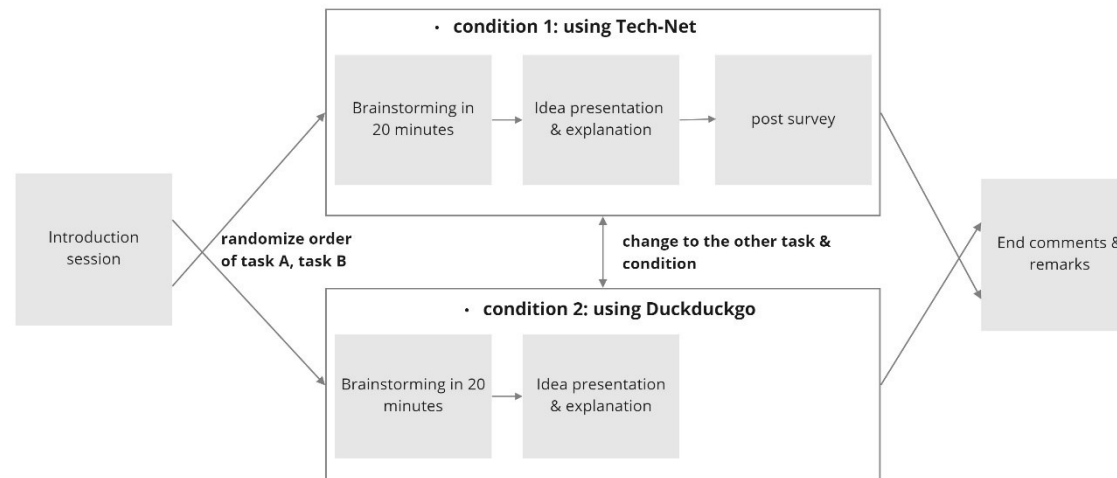 · condition 1: using Tech-Net
Brainstorming in
20 minutes
Idea presentation
& explanation
post survey
Introduction
session
randomize order
of task A, task B
change to the other task &
condition
End comments &
remarks
· condition 2: using Duckduckgo
Brainstorming in 20
minutes
Idea presentation
& explanation